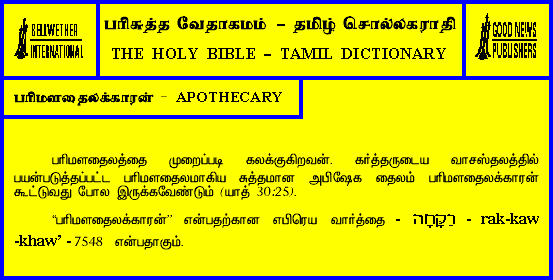 BELLWETHER
INTERNATIONAL
பரிசுத்த வேதாகமம் – தமிழ் சொல்லகராதி
THE HOLY BIBLE – TAMIL DICTIONARY
GOOD NEWS
PUBLISHERS
பரிமளதைலக்காரன் – APOTHECARY
பரிமளதைலத்தை முறைப்படி கலக்குகிறவன். கர்த்தருடைய வாசஸ்தலத்தில்
பயன்படுத்தப்பட்ட பரிமளதைலமாகிய சுத்தமான அபிஷேக தைலம் பரிமளதைலக்காரன்
கூட்டுவது போல இருக்கவேண்டும் (யாத் 30:25).
“பரிமளதைலக்காரன்” என்பதற்கான எபிரெய வார்த்தை - רַקָּחָה - rak-kaw
-khaw’ - 7548 என்பதாகும்.